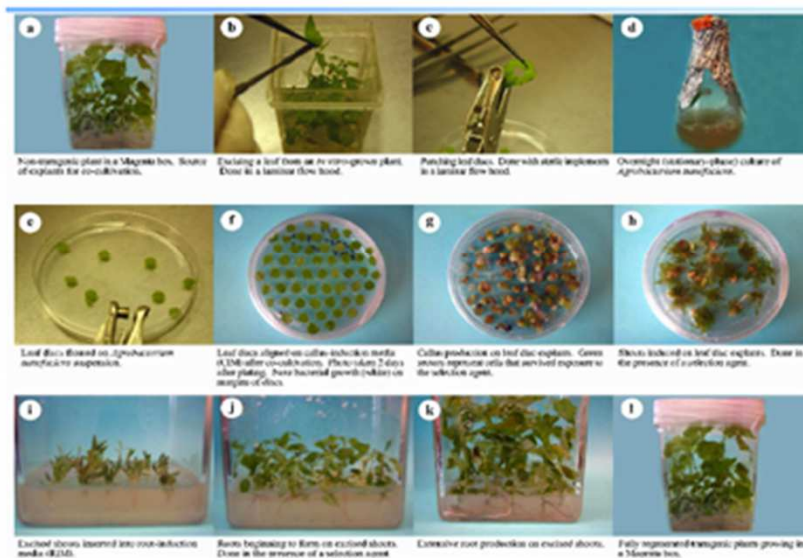 a
b
c
d
Non-transgenic plant in a Magenta box. Source
of explants for co-cultivation.
Excising a leaf from an in vitro-grown plant.
Done in a laminar flow hood.
Punching leaf discs. Done with sterile implements
in a laminar flow hood.
Overnight (stationary-phase) culture of
Agrobacterium tumefaciens.
e
f
g
h
Leaf discs floated on Agrobacterium
tumefaciens suspension.
Leaf discs aligned on callus-induction media
(CIM) after co-cultivation. Photo taken 2 days
after plating. Note bacterial growth (white) on
margins of discs.
Callus production on leaf disc explants. Green
sectors represent cells that survived exposure to
the selection agent.
Shoots induced on leaf disc explants. Done in
the presence of a selection agent.
i
j
k
l
Excised shoots inserted into root-induction
media (RIM).
Roots beginning to form on excised shoots.
Done in the presence of a selection agent
Extensive root production on excised shoots.
Fully regenerated transgenic plants growing in
a Magenta box.